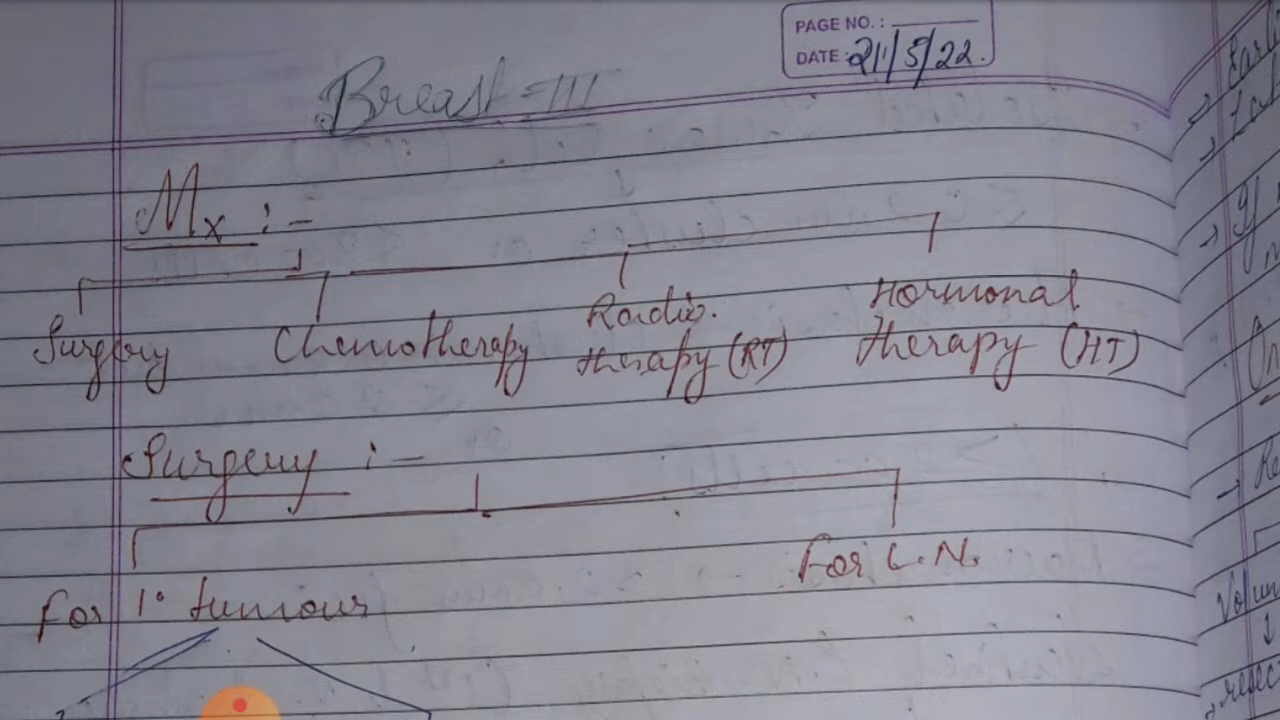 PAGE NO.:
DATE: 21/5/22.
Breast-III
Mx :-
Surgery
Chemotherapy
Radio.
therapy (RT)
Hormonal
therapy (HT)
Surgery :-
For 1° tumour
For L.N.
Volum
↓